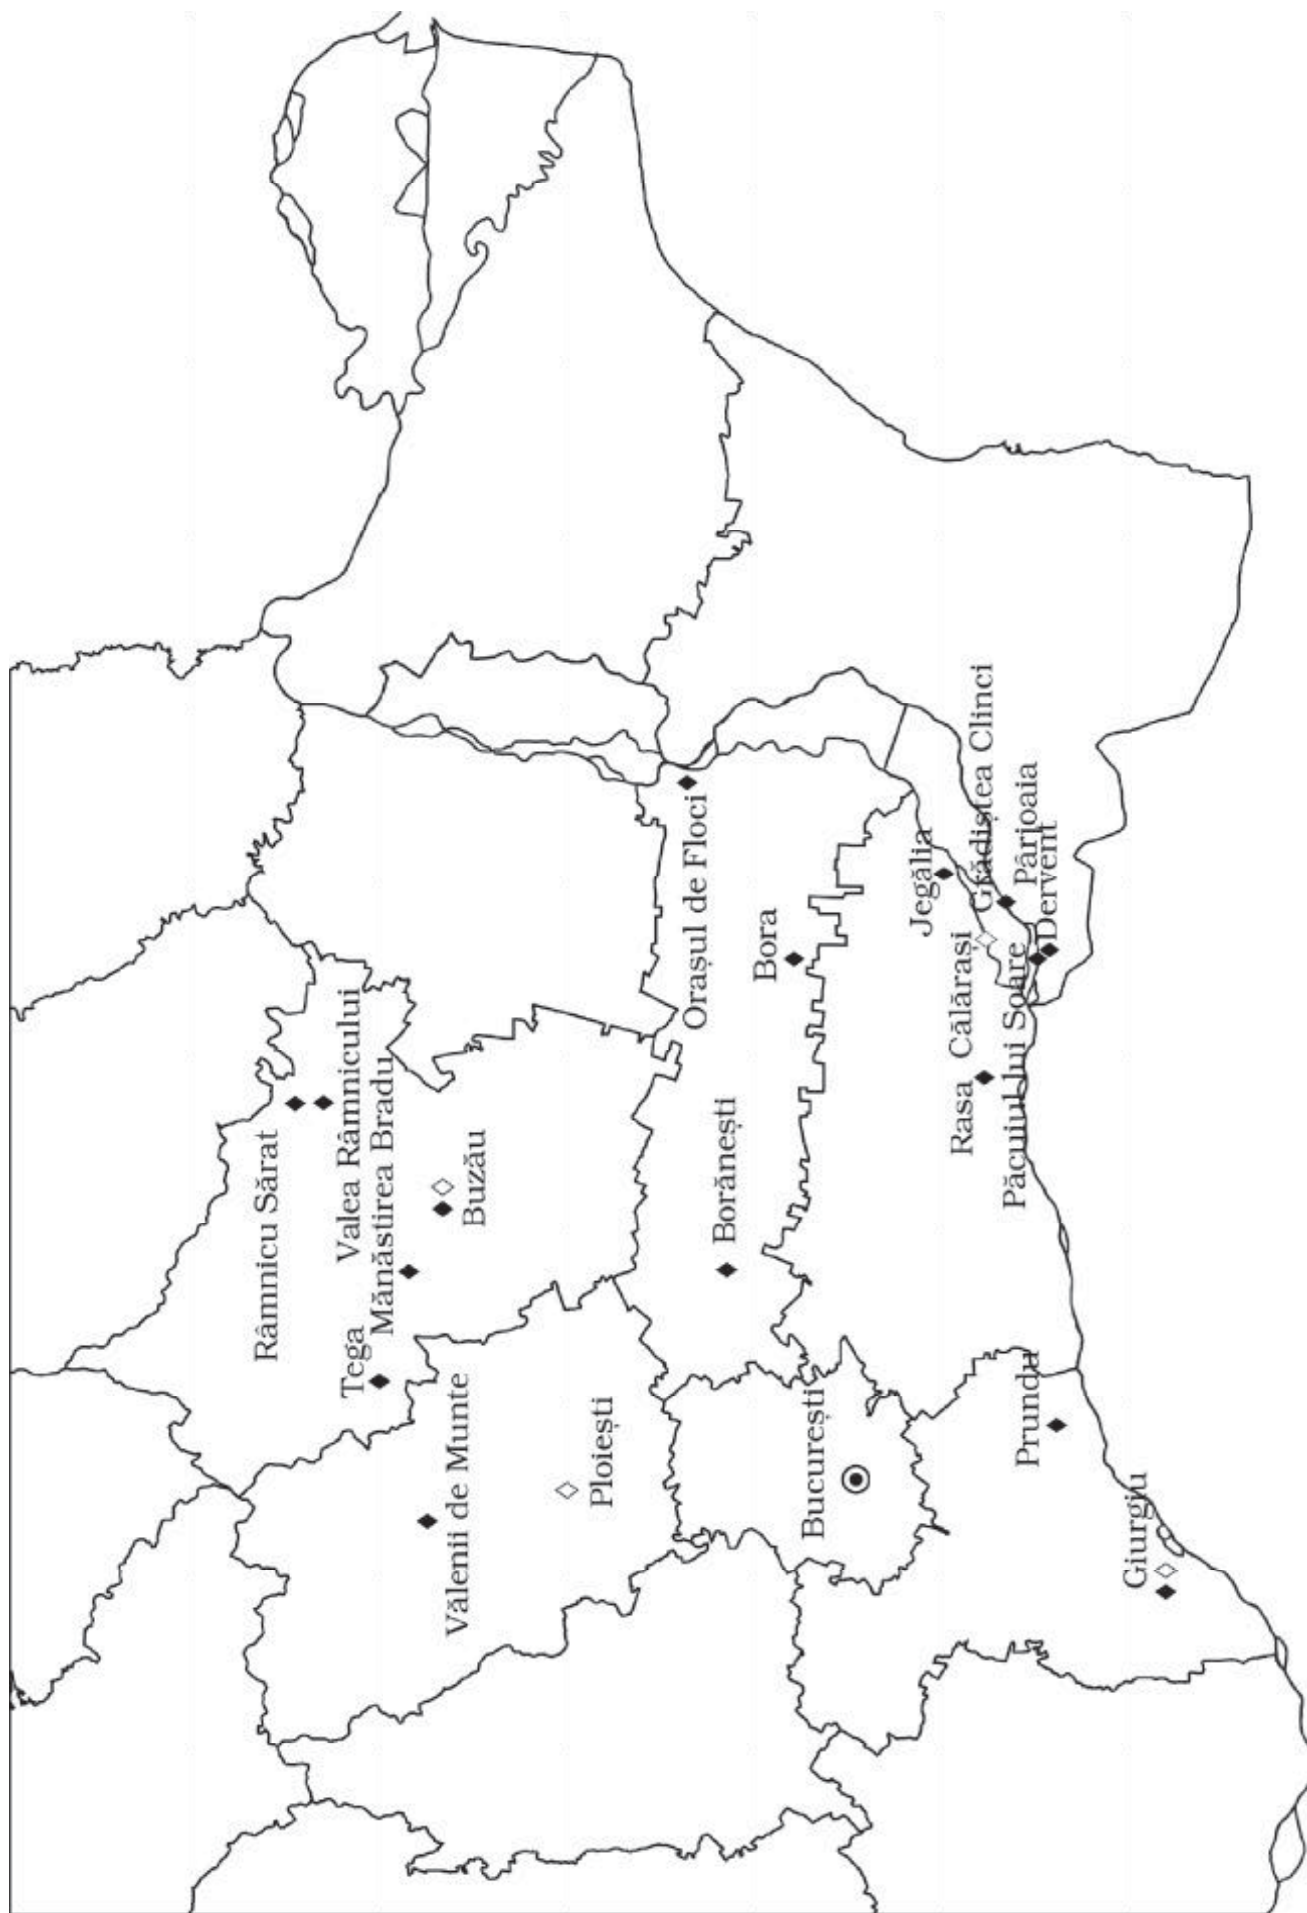 Râmnicu Sărat
Valea Râmnicului
Tega
Mănăstirea Bradu
Buzău
Vălenii de Munte
Ploiești
Orașul de Floci
Borănești
Bora
București
Jegălia
Rasa
Călărași
Grădiștea Clinci
Păcuiul lui Soare
Pârjoaia
Dervent
Prundu
Giurgiu